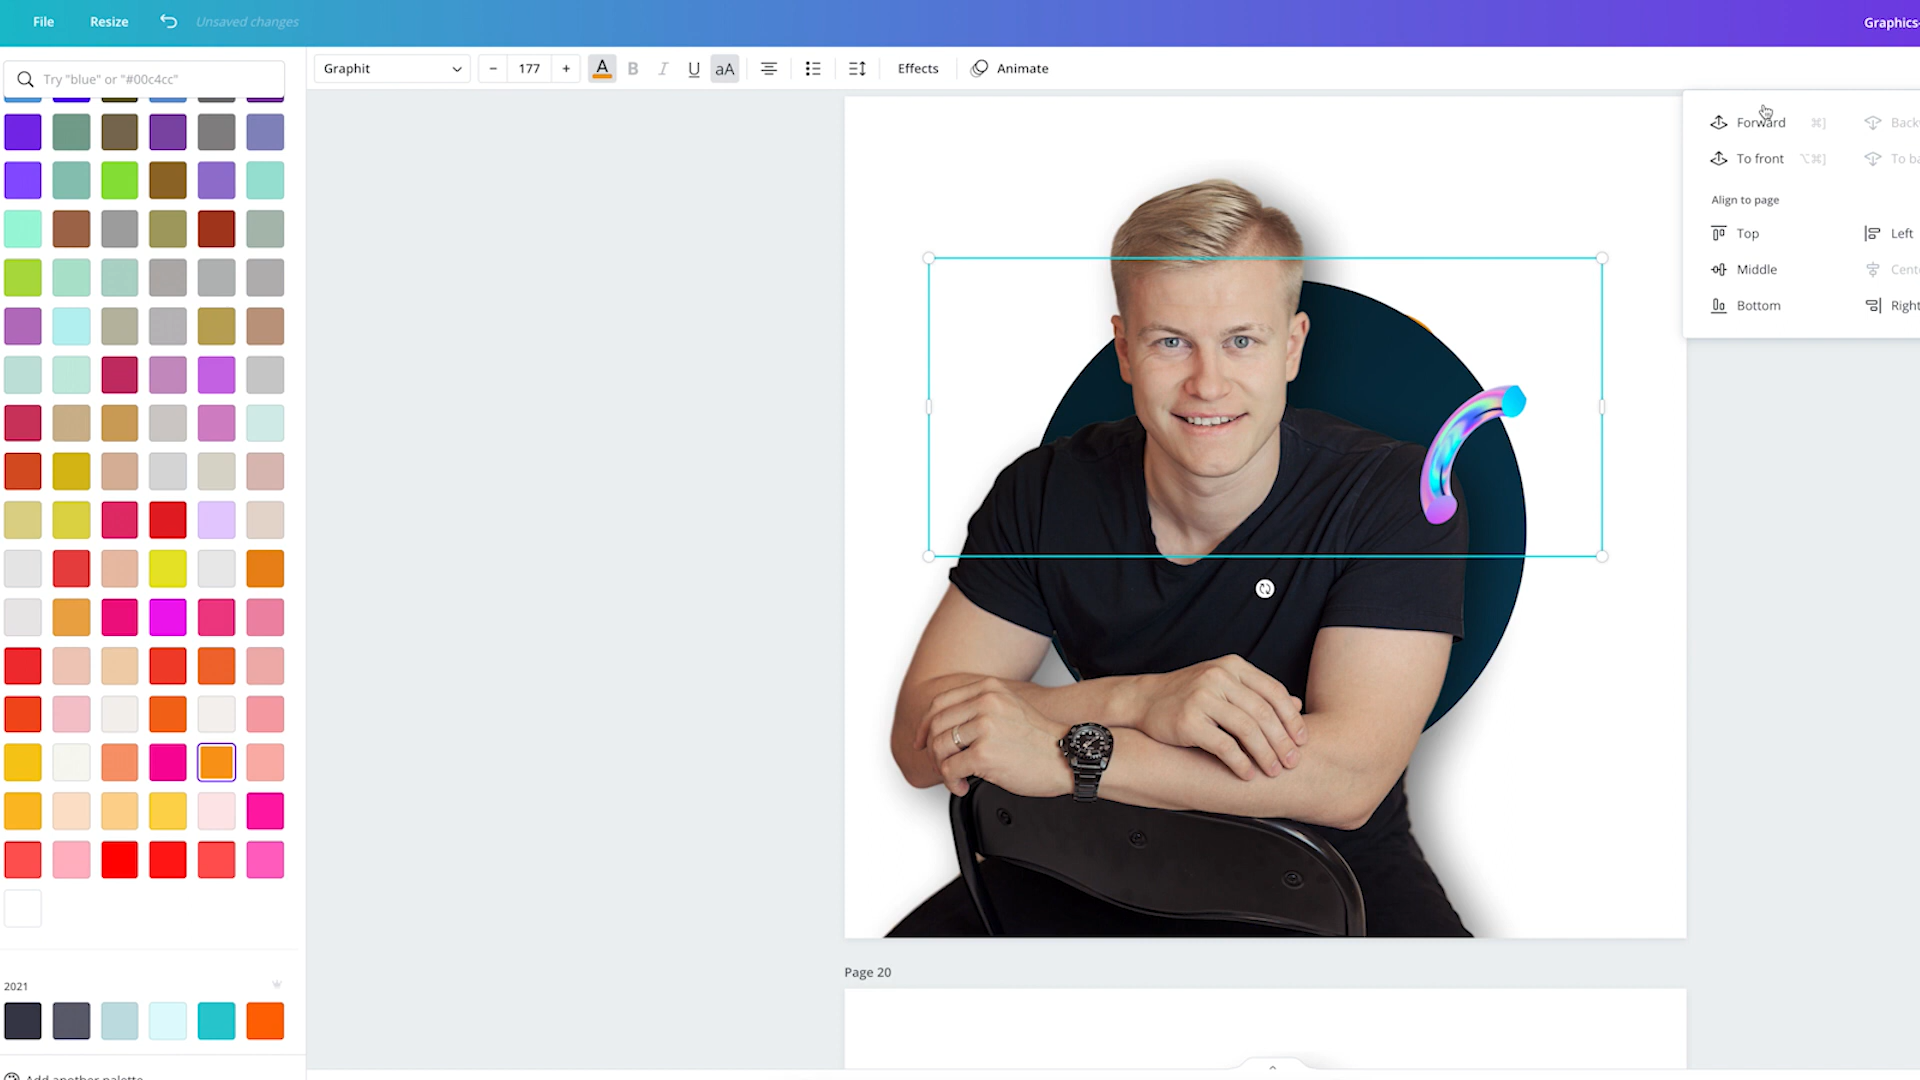 File Resize Unsaved changes Graphics-
Try "blue" or "#00c4cc"
Graphit - 177 + A B I U aA Effects Animate
Forward ⌘] Back
To front ⌥⌘] To ba
Align to page
Top Left
Middle Cent
Bottom Right
Page 20
2021
Add another palette